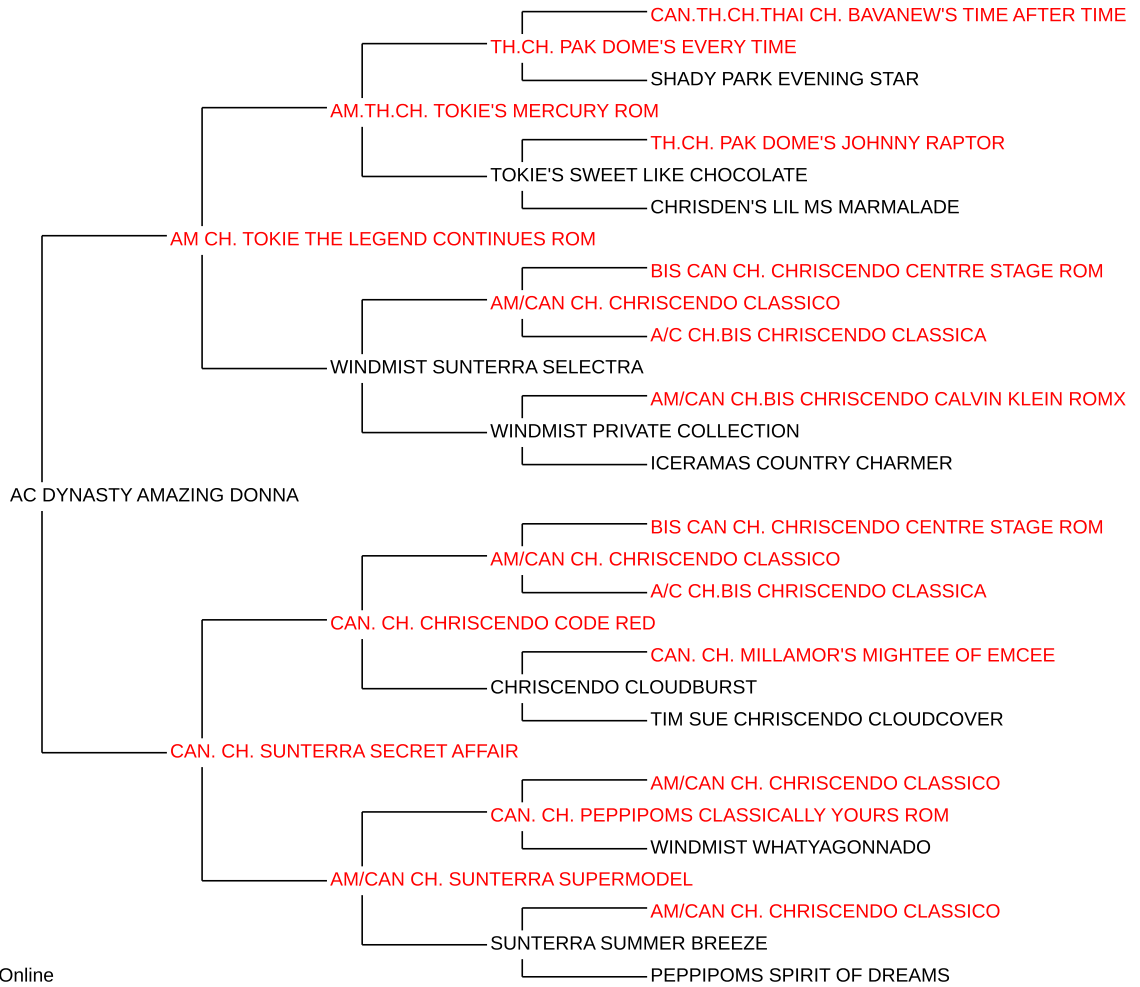 CAN.TH.CH.THAI CH. BAVANEW'S TIME AFTER TIME
TH.CH. PAK DOME'S EVERY TIME
SHADY PARK EVENING STAR
AM.TH.CH. TOKIE'S MERCURY ROM
TH.CH. PAK DOME'S JOHNNY RAPTOR
TOKIE'S SWEET LIKE CHOCOLATE
CHRISDEN'S LIL MS MARMALADE
AM CH. TOKIE THE LEGEND CONTINUES ROM
BIS CAN CH. CHRISCENDO CENTRE STAGE ROM
AM/CAN CH. CHRISCENDO CLASSICO
A/C CH.BIS CHRISCENDO CLASSICA
WINDMIST SUNTERRA SELECTRA
AM/CAN CH.BIS CHRISCENDO CALVIN KLEIN ROMX
WINDMIST PRIVATE COLLECTION
ICERAMAS COUNTRY CHARMER
AC DYNASTY AMAZING DONNA
BIS CAN CH. CHRISCENDO CENTRE STAGE ROM
AM/CAN CH. CHRISCENDO CLASSICO
A/C CH.BIS CHRISCENDO CLASSICA
CAN. CH. CHRISCENDO CODE RED
CAN. CH. MILLAMOR'S MIGHTEE OF EMCEE
CHRISCENDO CLOUDBURST
TIM SUE CHRISCENDO CLOUDCOVER
CAN. CH. SUNTERRA SECRET AFFAIR
AM/CAN CH. CHRISCENDO CLASSICO
CAN. CH. PEPPIPOMS CLASSICALLY YOURS ROM
WINDMIST WHATYAGONNADO
AM/CAN CH. SUNTERRA SUPERMODEL
AM/CAN CH. CHRISCENDO CLASSICO
SUNTERRA SUMMER BREEZE
PEPPIPOMS SPIRIT OF DREAMS
Online